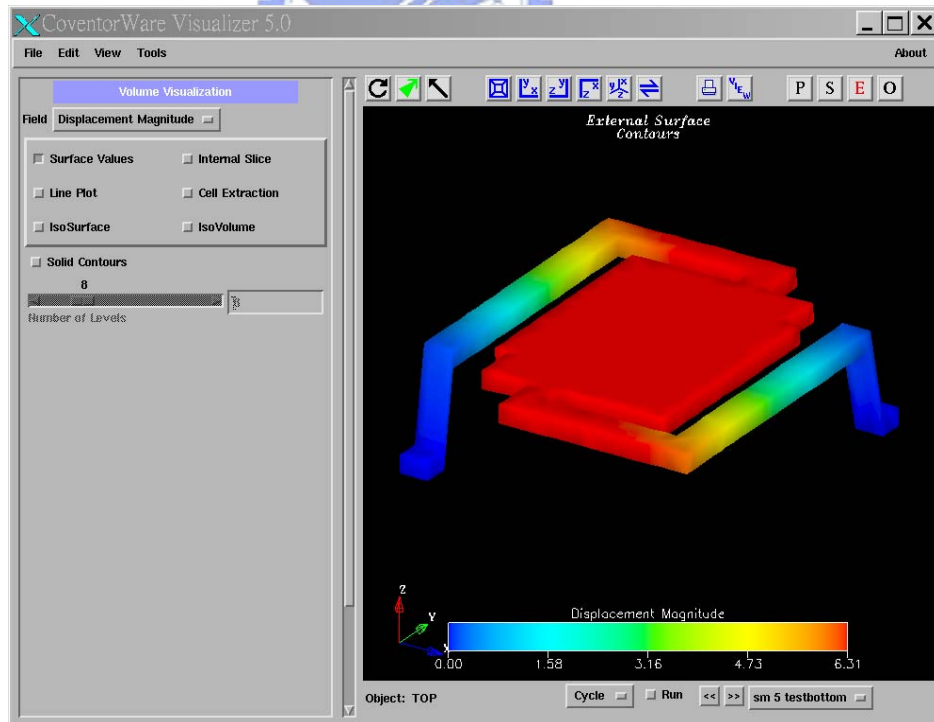 CoventorWare Visualizer 5.0
File Edit View Tools About
Volume Visualization
Field Displacement Magnitude
Surface Values Internal Slice
Line Plot Cell Extraction
IsoSurface IsoVolume
Solid Contours
8
8
Number of Levels
y x z y z x y x z VIEW P S E O
External Surface
Contours
Z
Y
X
Displacement Magnitude
0.00 1.58 3.16 4.73 6.31
Object: TOP Cycle Run << >> sm 5 testbottom